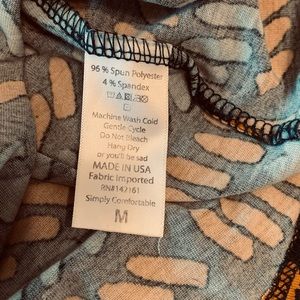 96 % Spun Polyester
4 % Spandex
Machine Wash Cold
Gentle Cycle
Do Not Bleach
Hang Dry
or you'll be sad
MADE IN USA
Fabric Imported
RN#147161
Simply Comfortable
M